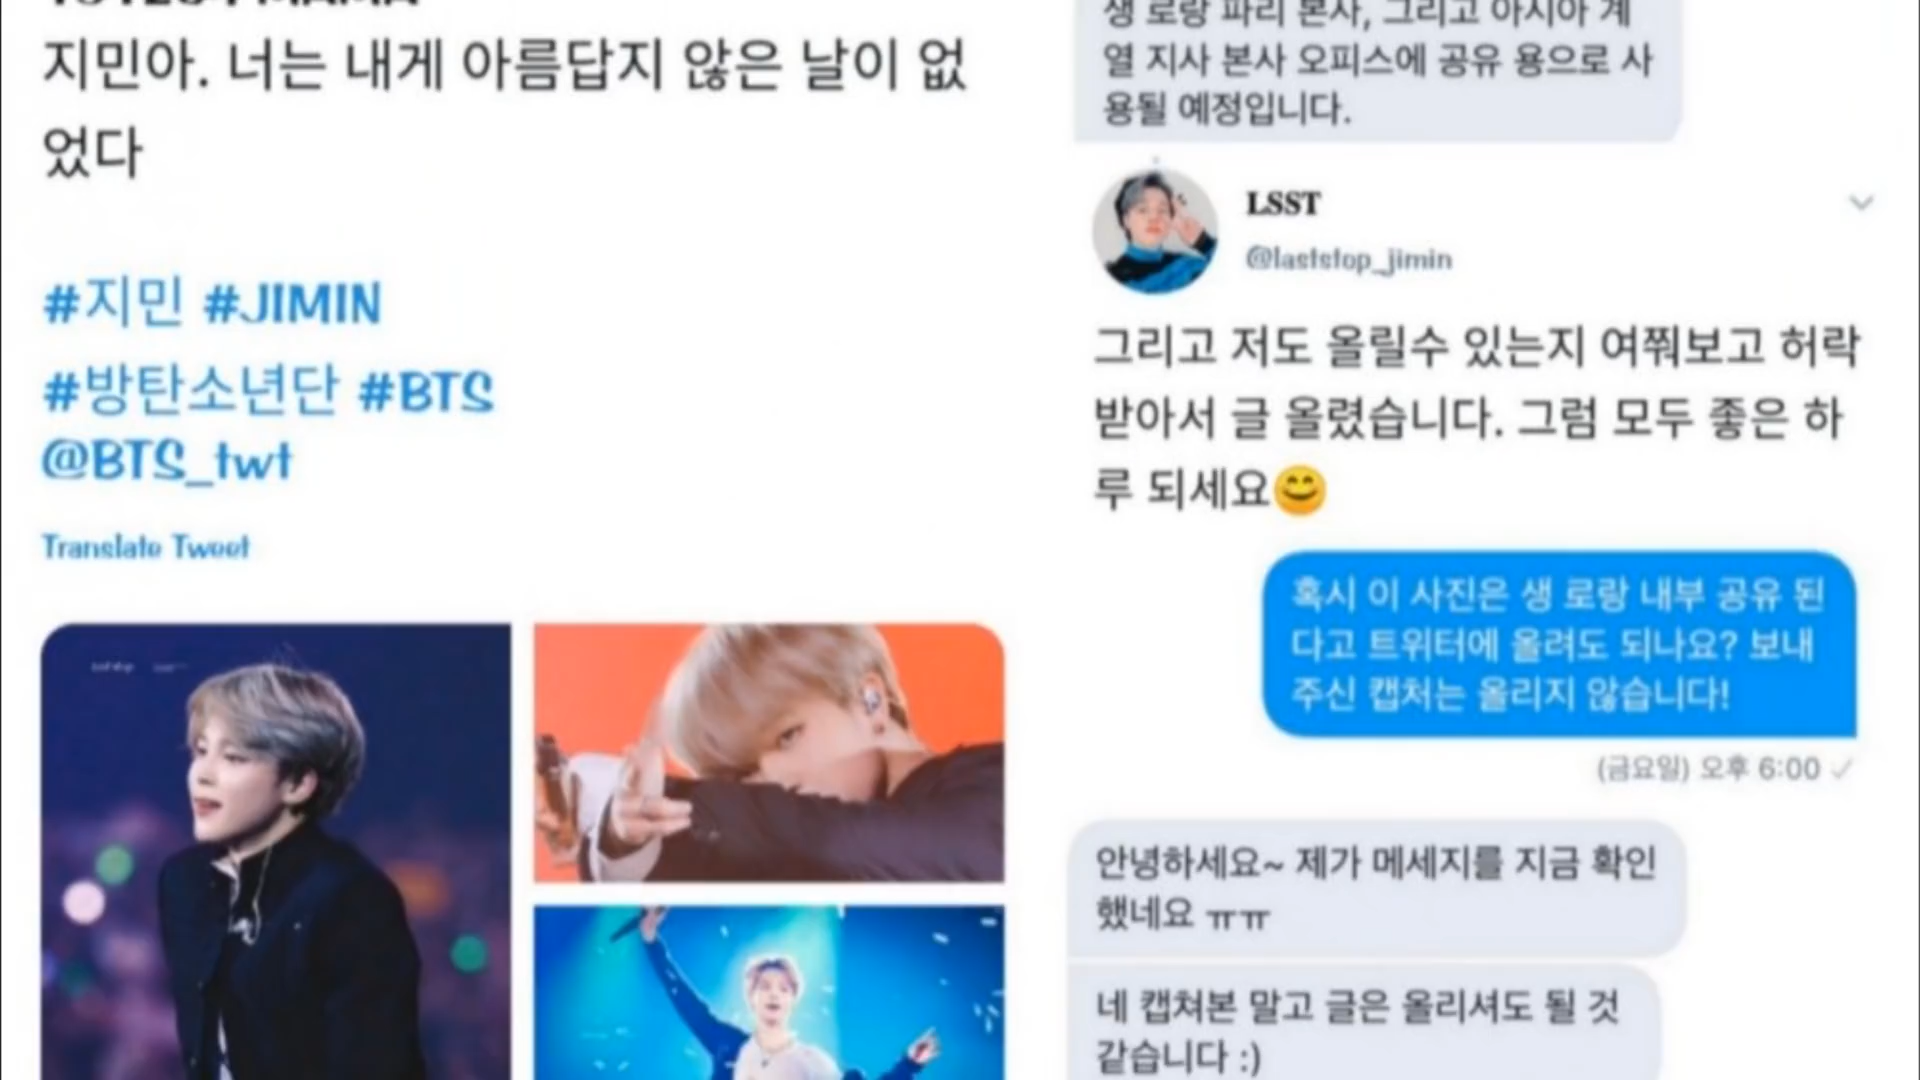 지민아. 너는 내게 아름답지 않은 날이 없
었다
#지민 #JIMIN
#방탄소년단 #BTS
@BTS_twt
Translate Tweet
생 로랑 파리 본사, 그리고 아시아 계
열 지사 본사 오피스에 공유 용으로 사
용될 예정입니다.
LSST
@laststop_jimin
그리고 저도 올릴수 있는지 여쭤보고 허락
받아서 글 올렸습니다. 그럼 모두 좋은 하
루 되세요😊
혹시 이 사진은 생 로랑 내부 공유 된
다고 트위터에 올려도 되나요? 보내
주신 캡처는 올리지 않습니다!
(금요일) 오후 6:00 ✓
안녕하세요~ 제가 메세지를 지금 확인
했네요 ㅠㅠ
네 캡쳐본 말고 글은 올리셔도 될 것
같습니다 :)